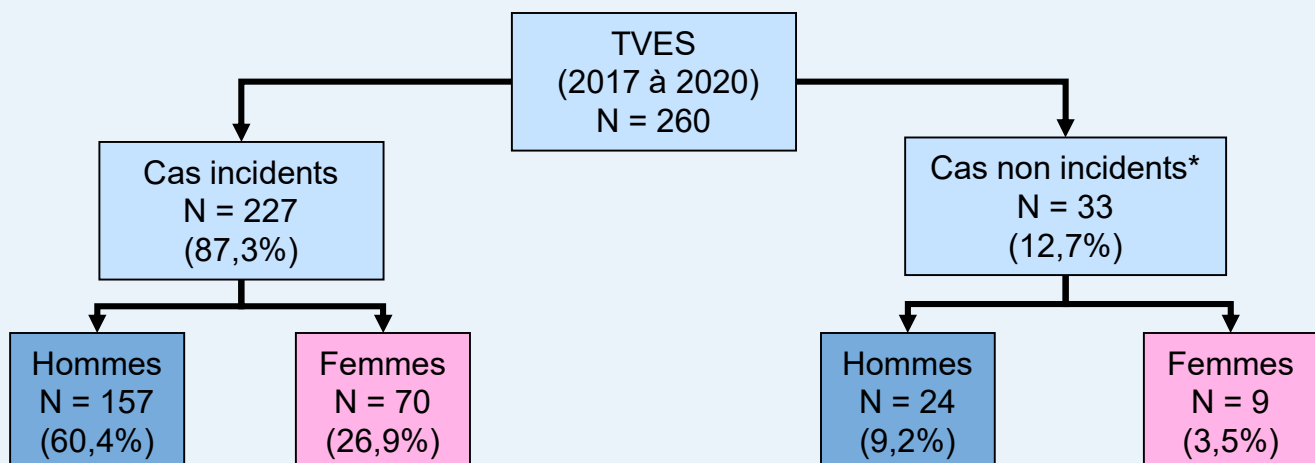 TVES
(2017 à 2020)
N = 260
Cas incidents
N = 227
(87,3%)
Cas non incidents*
N = 33
(12,7%)
Hommes
N = 157
(60,4%)
Femmes
N = 70
(26,9%)
Hommes
N = 24
(9,2%)
Femmes
N = 9
(3,5%)